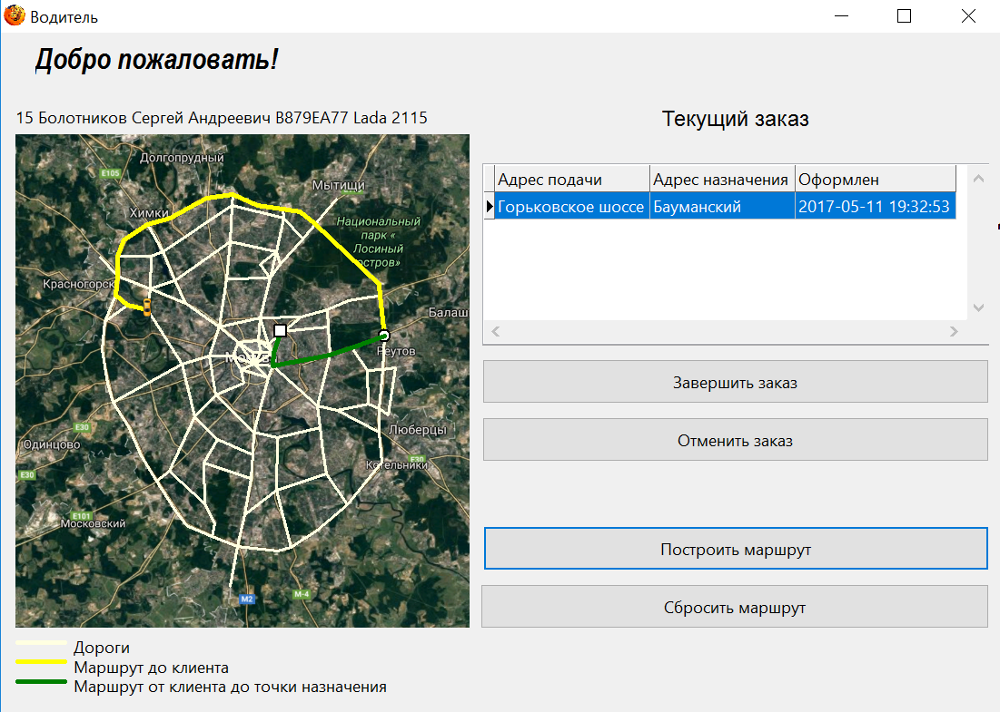 Водитель
Добро пожаловать!
15 Болотников Сергей Андреевич В879ЕА77 Lada 2115
Текущий заказ
Адрес подачи Адрес назначения Оформлен
Горьковское шоссе Бауманский 2017-05-11 19:32:53
Долгопрудный
E105
Мытищи
Химки
Национальный
парк «
Лосиный
остров»
Красногорск
Балаш
Реутов
E30
Люберцы
Одинцово
E30
Котельники
E30
E101
Московский
M2
M-4
Завершить заказ
Отменить заказ
Построить маршрут
Сбросить маршрут
Дороги
Маршрут до клиента
Маршрут от клиента до точки назначения